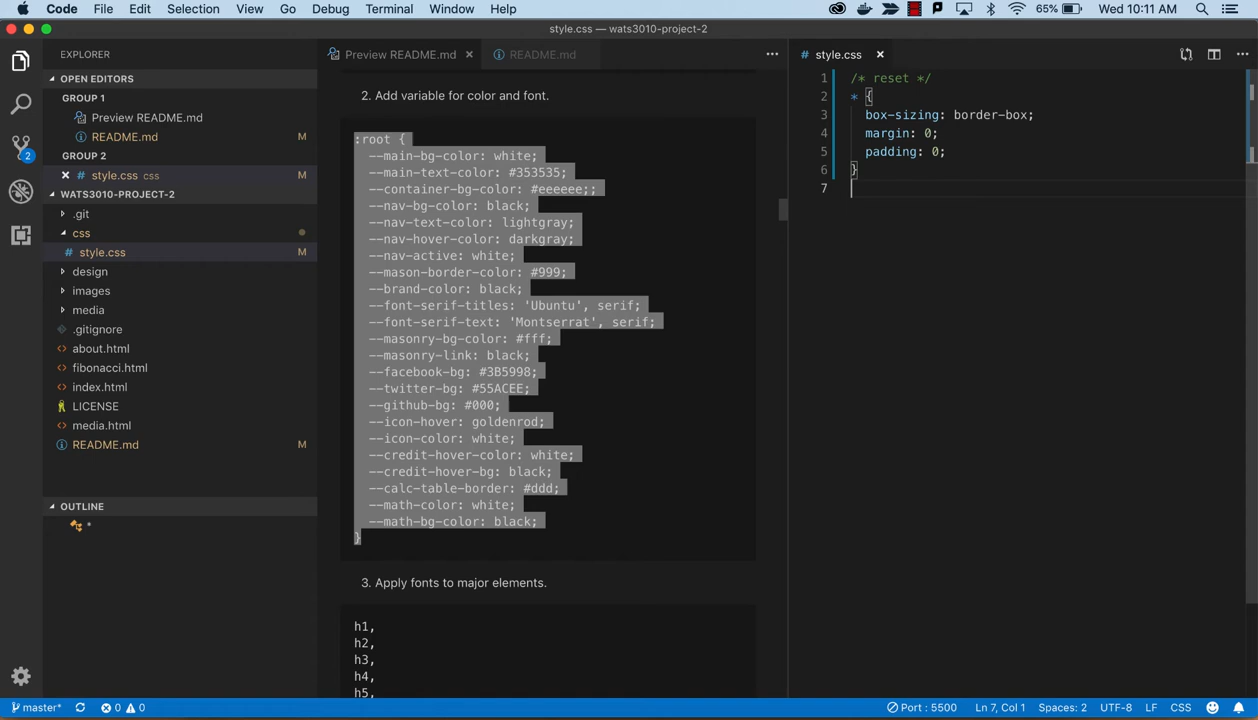 Code File Edit Selection View Go Debug Terminal Window Help 65% Wed 10:11 AM
style.css — wats3010-project-2
EXPLORER
OPEN EDITORS
GROUP 1
Preview README.md
README.md M
GROUP 2
style.css css M
WATS3010-PROJECT-2
.git
css
style.css M
design
images
media
.gitignore
about.html
fibonacci.html
index.html
LICENSE
media.html
README.md M
OUTLINE
*
Preview README.md
README.md
2. Add variable for color and font.
:root {
--main-bg-color: white;
--main-text-color: #353535;
--container-bg-color: #eeeeee;;
--nav-bg-color: black;
--nav-text-color: lightgray;
--nav-hover-color: darkgray;
--nav-active: white;
--mason-border-color: #999;
--brand-color: black;
--font-serif-titles: 'Ubuntu', serif;
--font-serif-text: 'Montserrat', serif;
--masonry-bg-color: #fff;
--masonry-link: black;
--facebook-bg: #3B5998;
--twitter-bg: #55ACEE;
--github-bg: #000;
--icon-hover: goldenrod;
--icon-color: white;
--credit-hover-color: white;
--credit-hover-bg: black;
--calc-table-border: #ddd;
--math-color: white;
--math-bg-color: black;
}
3. Apply fonts to major elements.
h1,
h2,
h3,
h4,
h5,
style.css
1 /* reset */
2 * {
3 box-sizing: border-box;
4 margin: 0;
5 padding: 0;
6 }
7
2
master* 0 0 Port : 5500 Ln 7, Col 1 Spaces: 2 UTF-8 LF CSS